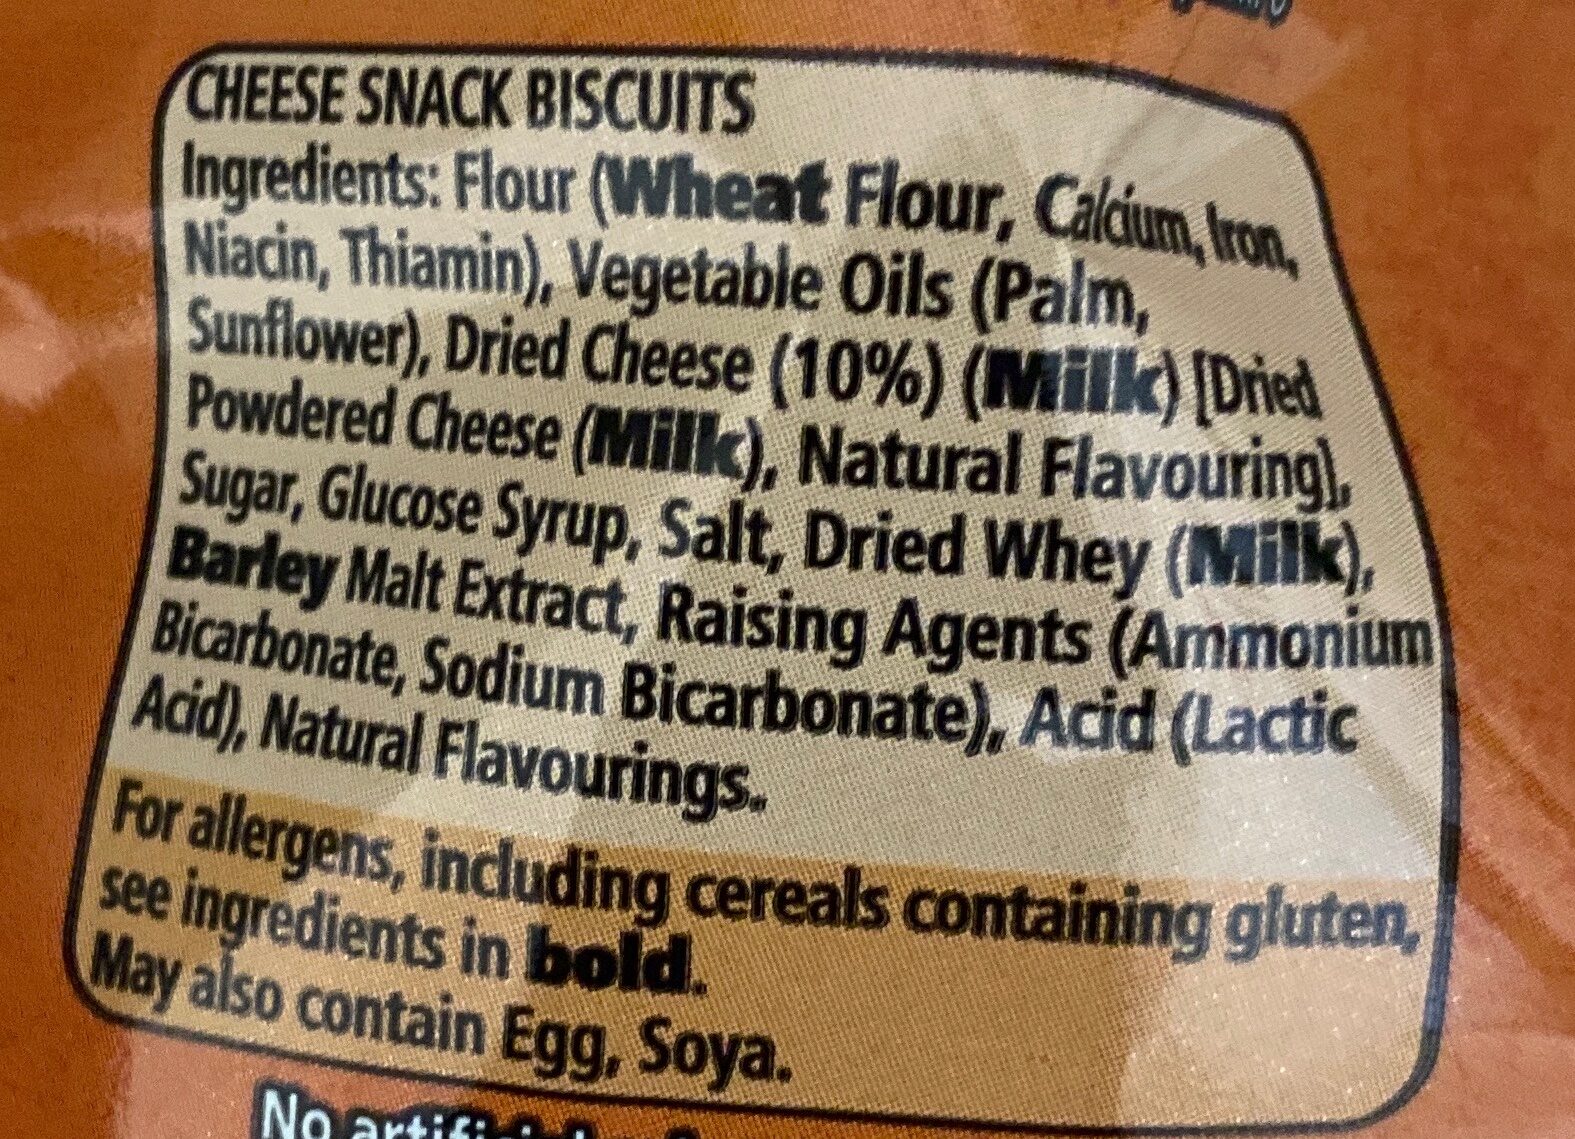 CHEESE SNACK BISCUITS
Ingredients: Flour (Wheat Flour, Calcium, Iron,
Niacin, Thiamin), Vegetable Oils (Palm,
Sunflower), Dried Cheese (10%) (Milk) [Dried
Powdered Cheese (Milk), Natural Flavouring],
Sugar, Glucose Syrup, Salt, Dried Whey (Milk),
Barley Malt Extract, Raising Agents (Ammonium
Bicarbonate, Sodium Bicarbonate), Acid (Lactic
Acid), Natural Flavourings.
For allergens, including cereals containing gluten,
see ingredients in bold.
May also contain Egg, Soya.
No